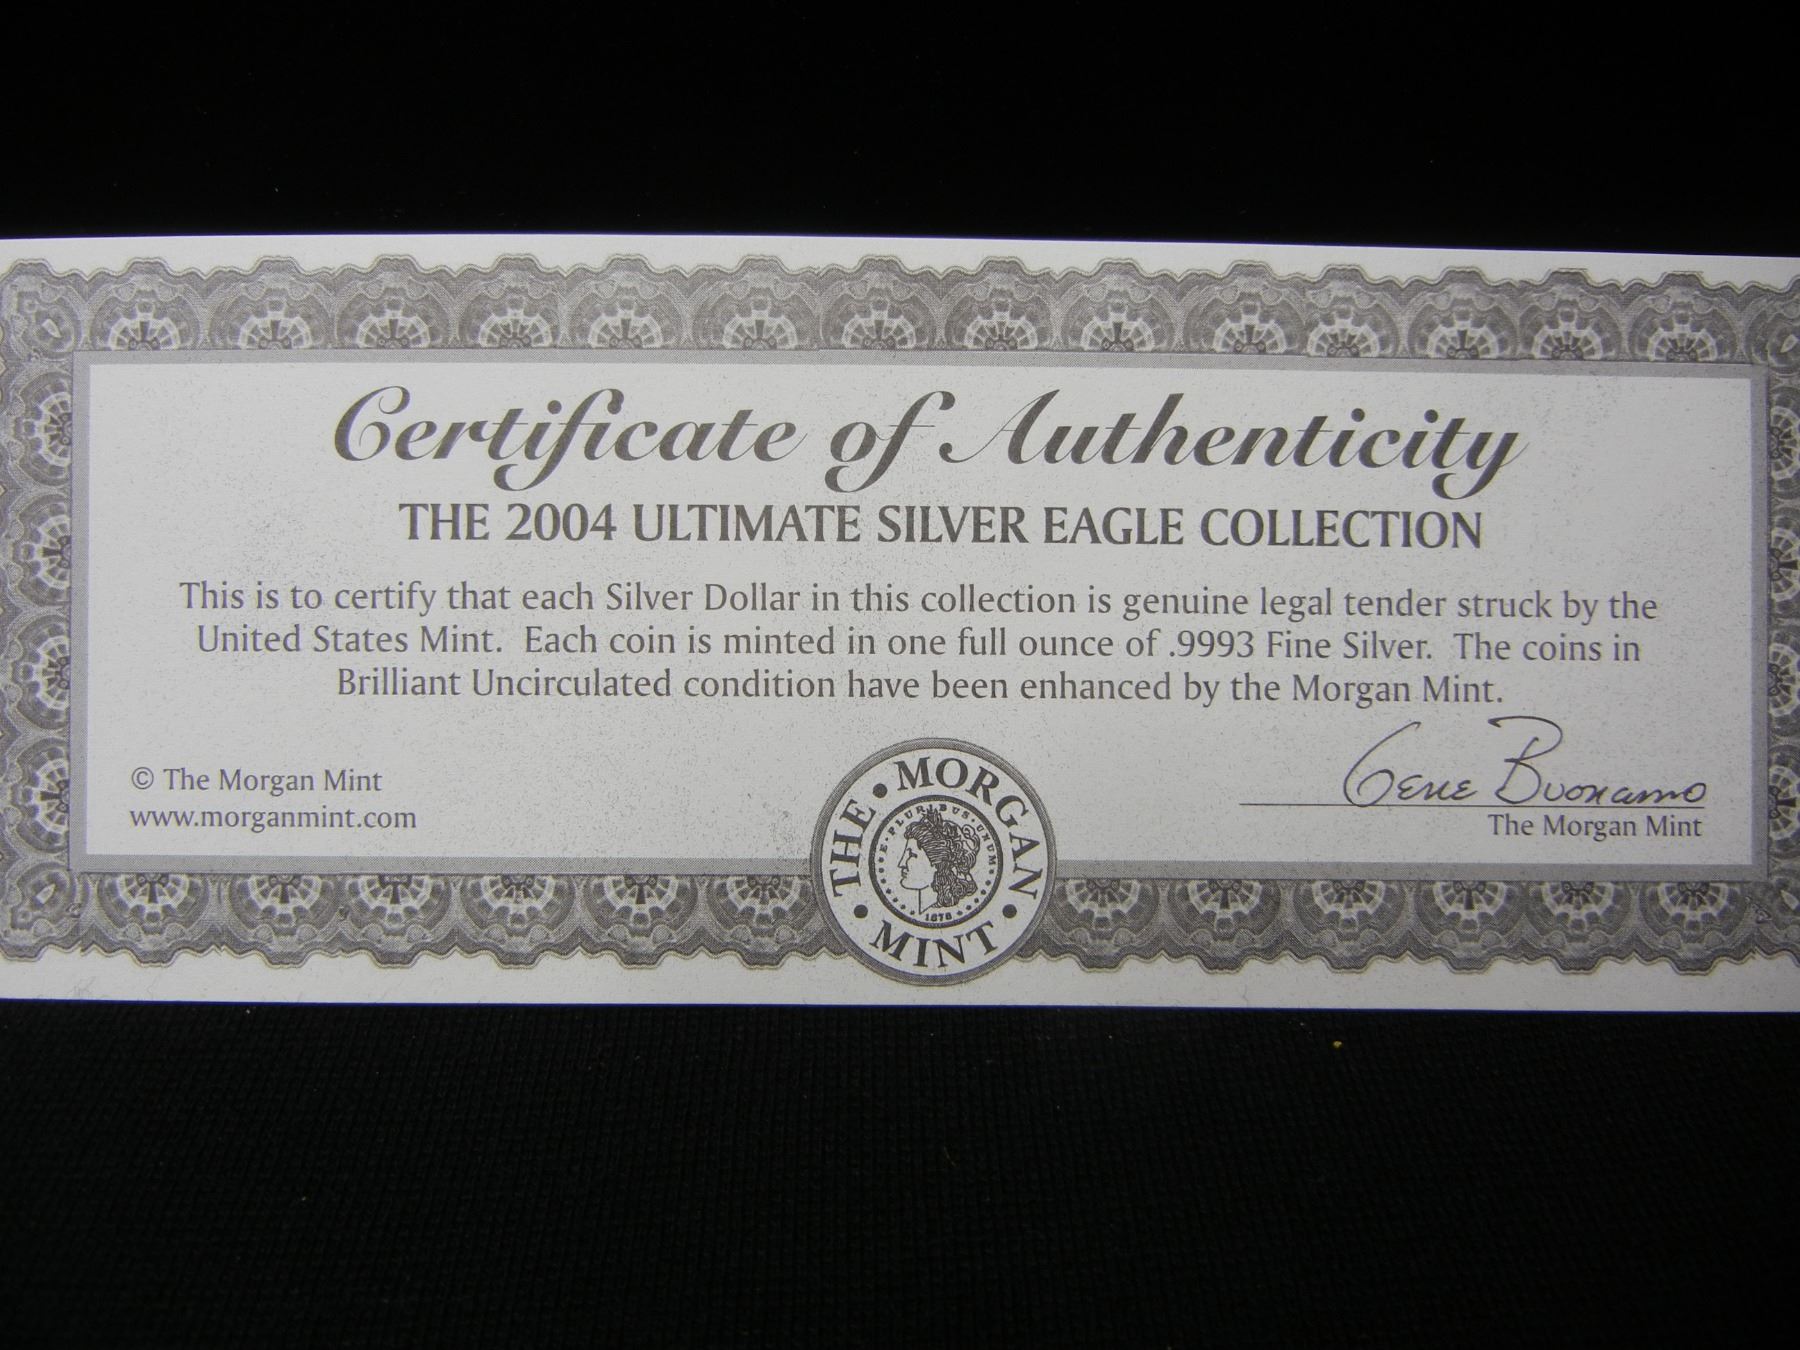 Certificate of Authenticity
THE 2004 ULTIMATE SILVER EAGLE COLLECTION
This is to certify that each Silver Dollar in this collection is genuine legal tender struck by the
United States Mint. Each coin is minted in one full ounce of .9993 Fine Silver. The coins in
Brilliant Uncirculated condition have been enhanced by the Morgan Mint.
© The Morgan Mint
www.morganmint.com
THE • MORGAN • MINT •
E·PLURIBUS·UNUM
1878
Gene Buonamo
The Morgan Mint